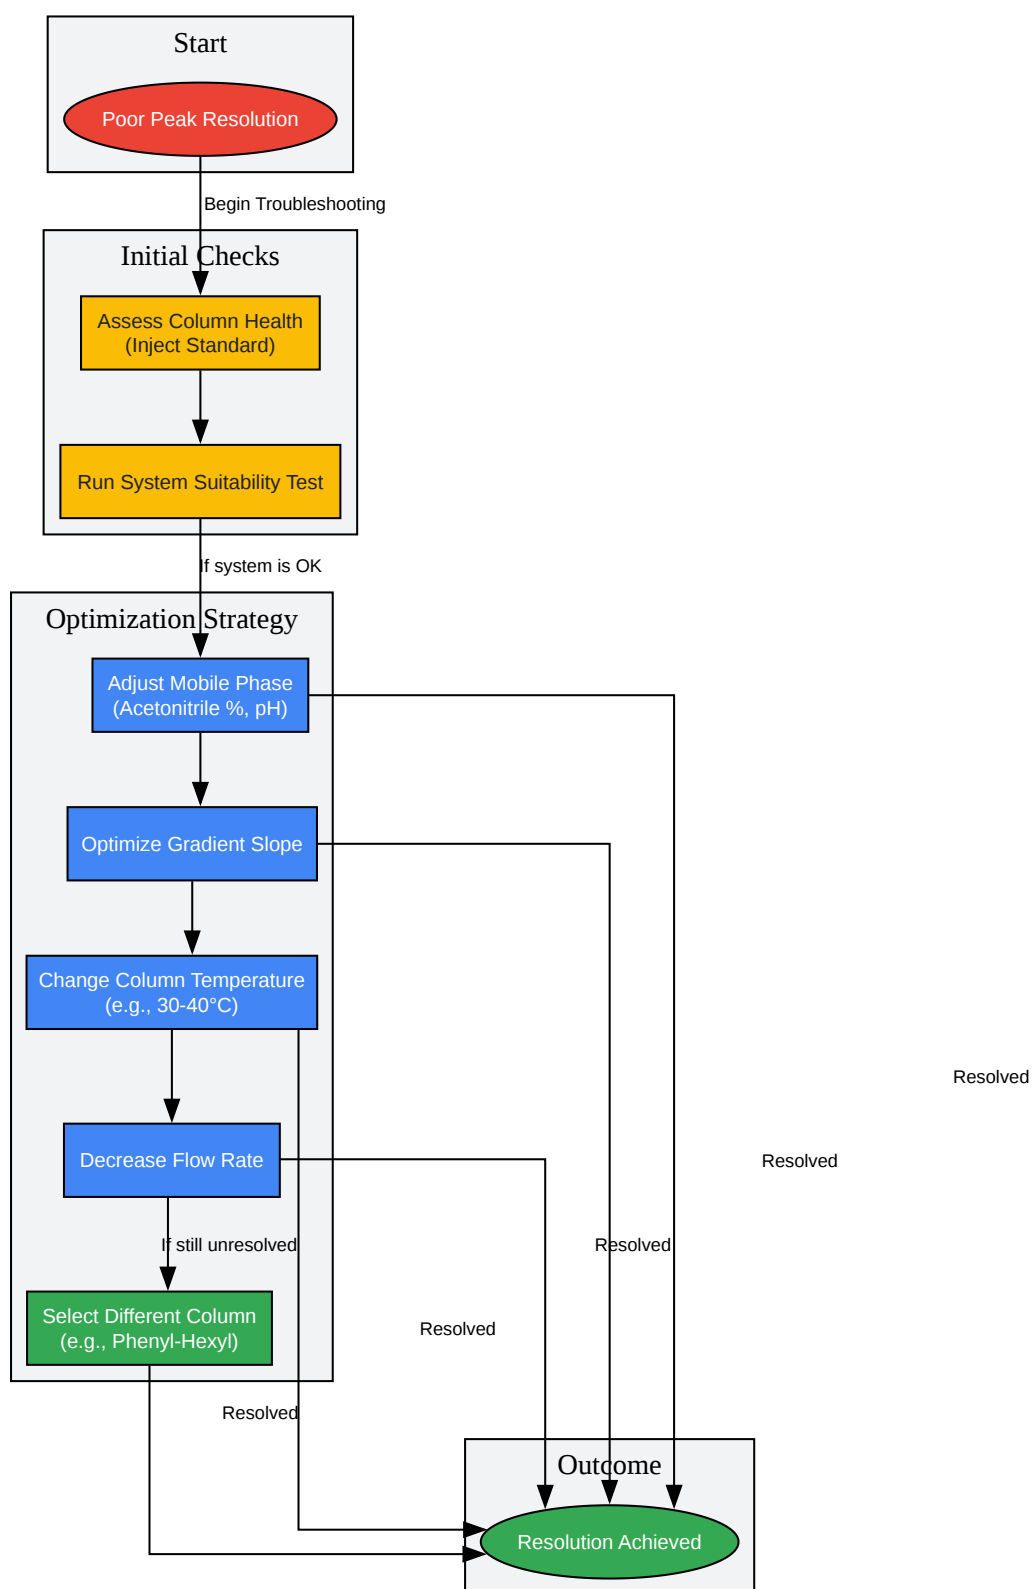 Start
Poor Peak Resolution
Begin Troubleshooting
Initial Checks
Assess Column Health
(Inject Standard)
Run System Suitability Test
If system is OK
Optimization Strategy
Adjust Mobile Phase
(Acetonitrile %, pH)
Optimize Gradient Slope
Change Column Temperature
(e.g., 30-40°C)
Resolved
Decrease Flow Rate
Resolved
If still unresolved
Resolved
Select Different Column
(e.g., Phenyl-Hexyl)
Resolved
Resolved
Outcome
Resolution Achieved